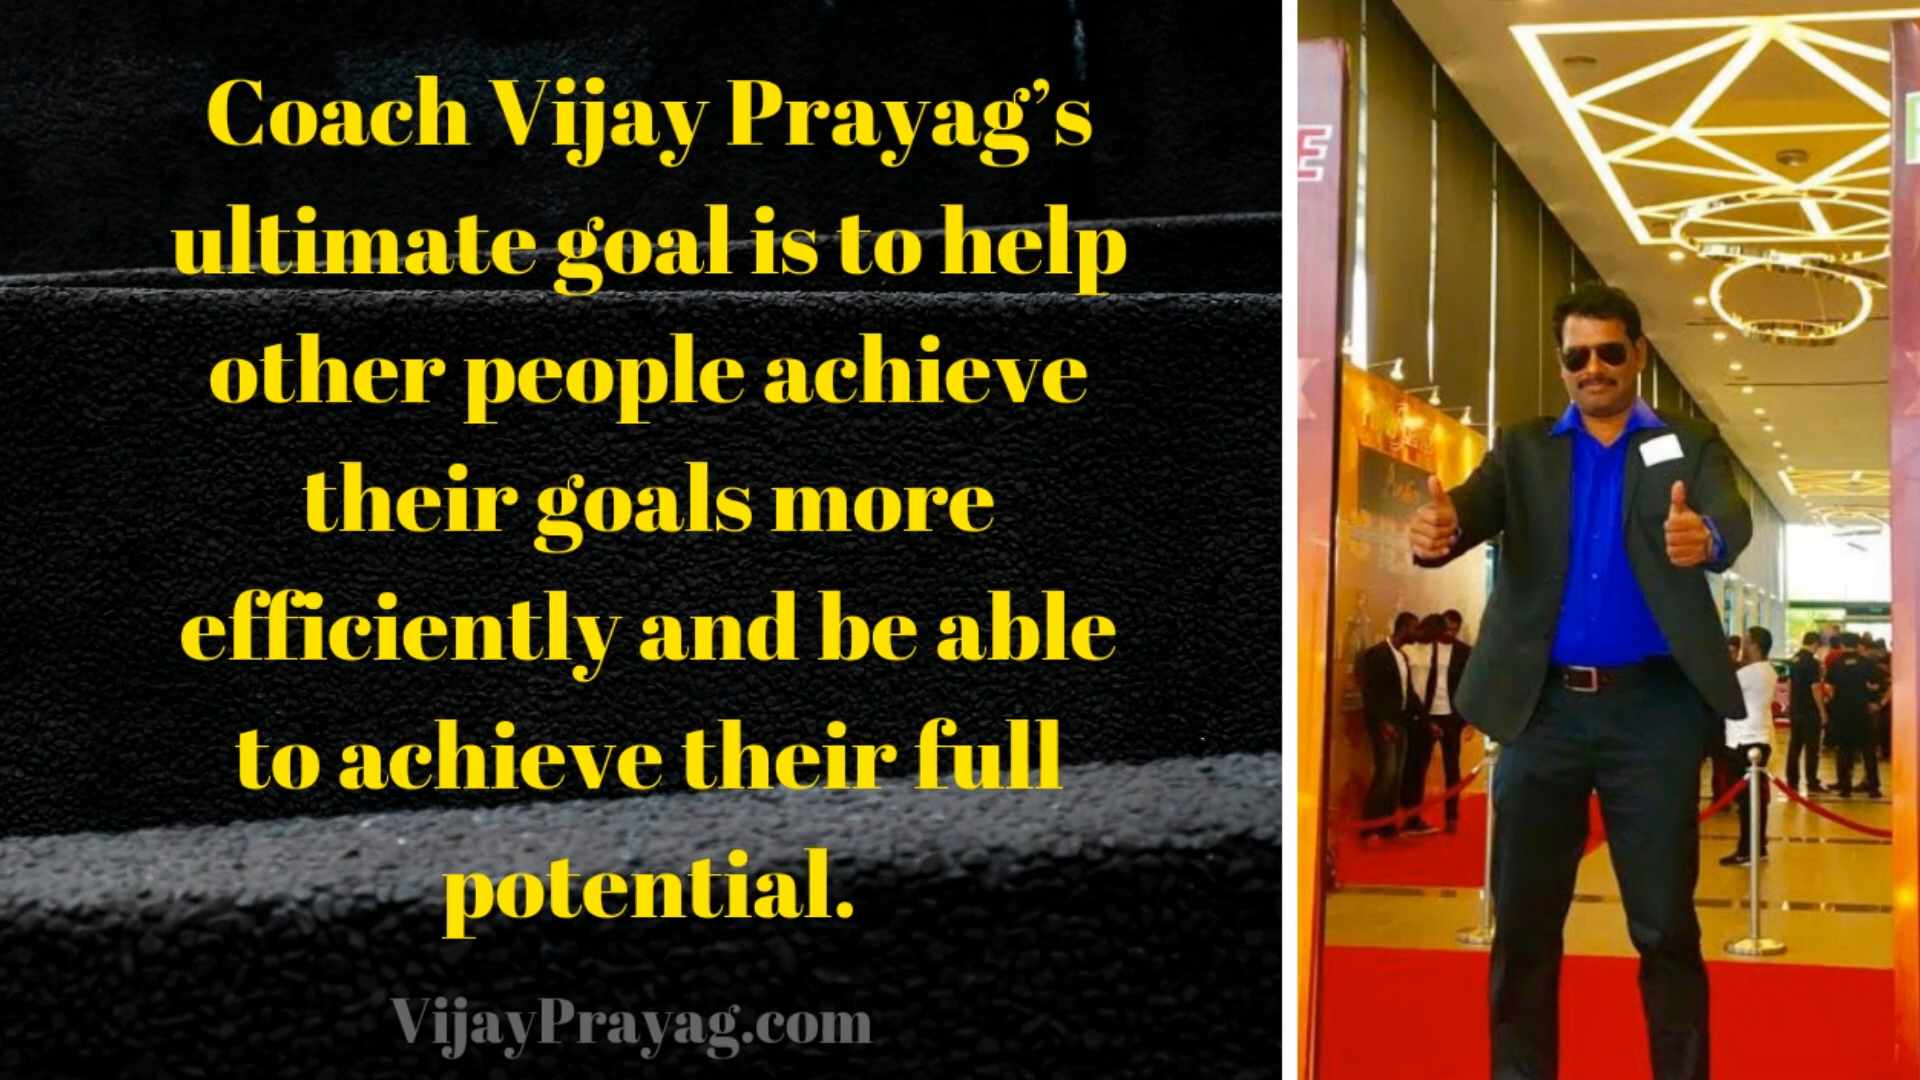 Coach Vijay Prayag’s
ultimate goal is to help
other people achieve
their goals more
efficiently and be able
to achieve their full
potential.
VijayPrayag.com